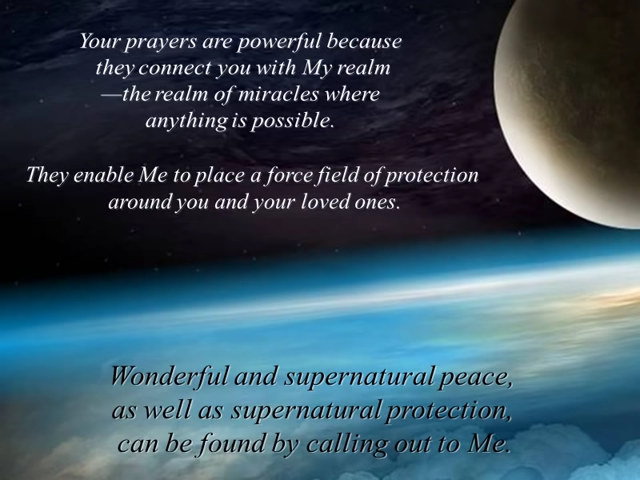 Your prayers are powerful because
they connect you with My realm
—the realm of miracles where
anything is possible.
They enable Me to place a force field of protection
around you and your loved ones.
Wonderful and supernatural peace,
as well as supernatural protection,
can be found by calling out to Me.